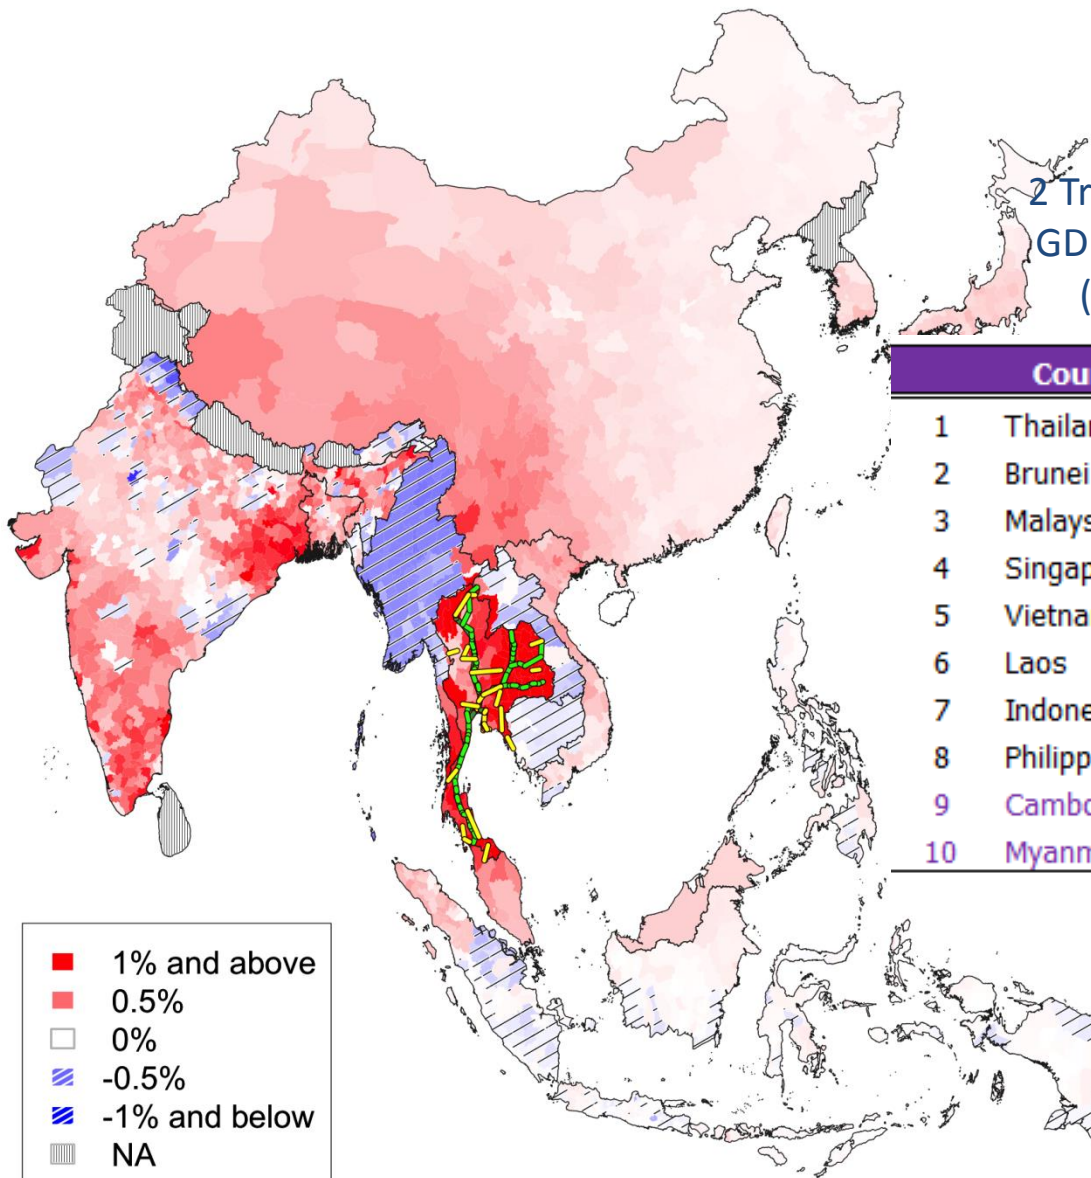 2 Tr
GD
(
Cou
1 Thailan
2 Brunei
3 Malays
4 Singap
5 Vietna
6 Laos
7 Indone
8 Philipp
9 Cambo
10 Myanm
1% and above
0.5%
0%
-0.5%
-1% and below
NA